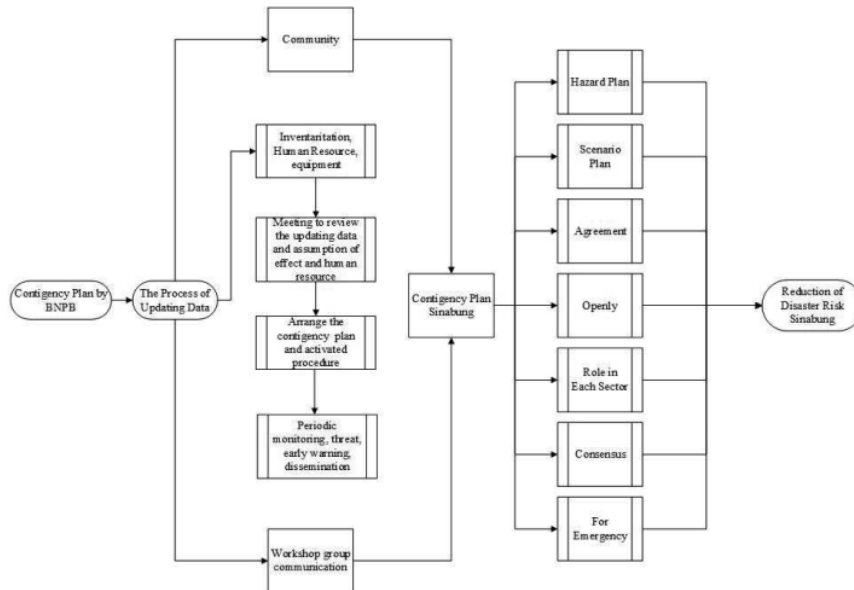 Community
Inventaritation,
Human Resource,
equipment
Meeting to review
the updating data
and assumption of
effect and human
resource
Contigency Plan by
BNPB
The Process of
Updating Data
Arrange the
contigency plan
and activated
procedure
Periodic
monitoring, threat,
early warning,
dissemination
Workshop group
communication
Contigency Plan
Sinabung
Hazard Plan
Scenario
Plan
Agreement
Openly
Role in
Each Sector
Consensus
For
Emergency
Reduction of
Disaster Risk
Sinabung